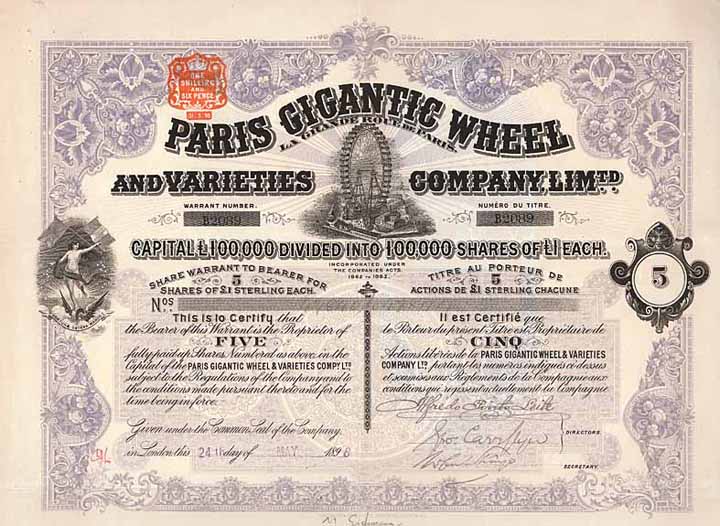 ONE
SHILLING
AND
SIX PENCE
PARIS GIGANTIC WHEEL
LA GRANDE ROUE DE PARIS.
AND VARIETIES COMPANY, LIMTD.
WARRANT NUMBER. NUMÉRO DU TITRE.
B2089 B2089
CAPITAL £100,000 DIVIDED INTO 100,000 SHARES OF £1 EACH.
INCORPORATED UNDER
THE COMPANIES ACTS.
1862 TO 1893.
SHARE WARRANT TO BEARER FOR
5
SHARES OF £1 STERLING EACH.
TITRE AU PORTEUR DE
5
ACTIONS DE £1 STERLING CHACUNE
5
Nos
This is to Certify that
the Bearer of this Warrant is the Proprietor of
FIVE
fully paid up Shares Numbered as above in the
Capital of the PARIS GIGANTIC WHEEL & VARIETIES COMPY. LTD
subject to the Regulations of the Company and to
the conditions made pursuant thereto and for the
time being in force.
Il est Certifié que
le Porteur du présent Titre est Propriétaire de
CINQ
Actions libérées de la PARIS GIGANTIC WHEEL & VARIETIES
COMPANY LTD portant les numéros indiqués ci-dessus
et soumises aux Règlements de la Compagnie aux
conditions que régissent actuellement la Compagnie
Given under the Common Seal of the Company.
in London this 24th day of MAY 1898
Alfredo
DIRECTORS.
SECRETARY.